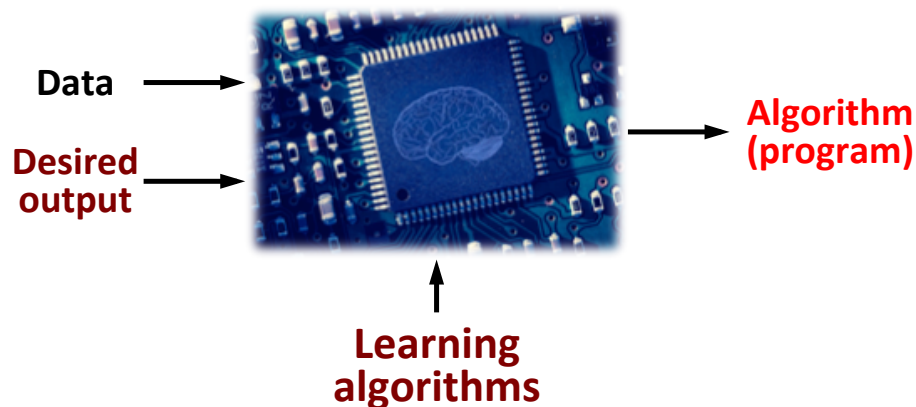 Data
Desired
output
Algorithm
(program)
Learning
algorithms